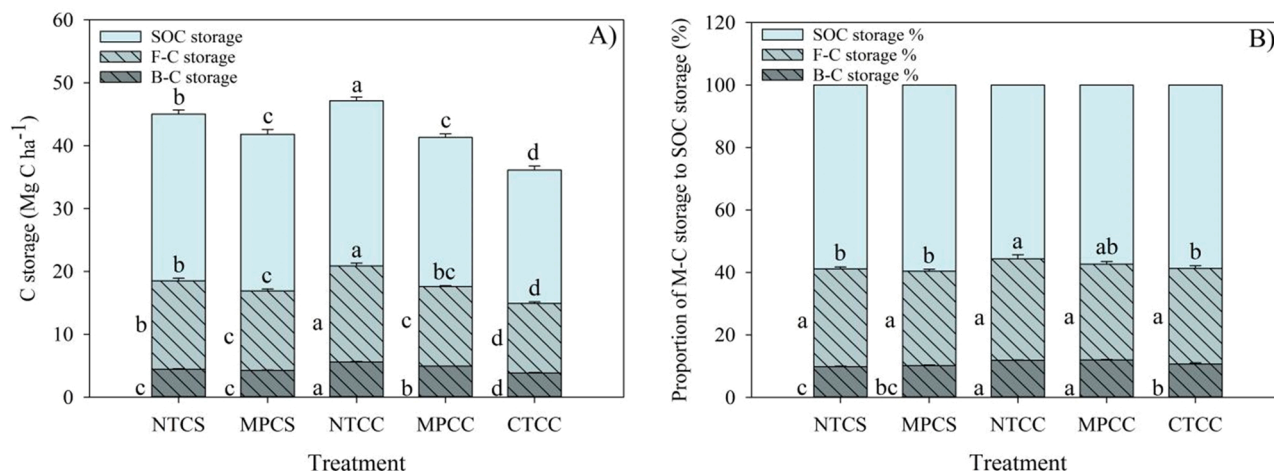 A)
SOC storage
F-C storage
B-C storage
C storage (Mg C ha-1)
60
50
40
30
20
10
0
b
c
a
c
d
b
c
a
bc
d
b
c
a
c
d
c
c
a
b
d
NTCS
MPCS
NTCC
MPCC
CTCC
Treatment
B)
SOC storage %
F-C storage %
B-C storage %
Proportion of M-C storage to SOC storage (%)
120
100
80
60
40
20
0
b
b
a
ab
b
a
a
a
a
a
c
bc
a
a
b
NTCS
MPCS
NTCC
MPCC
CTCC
Treatment